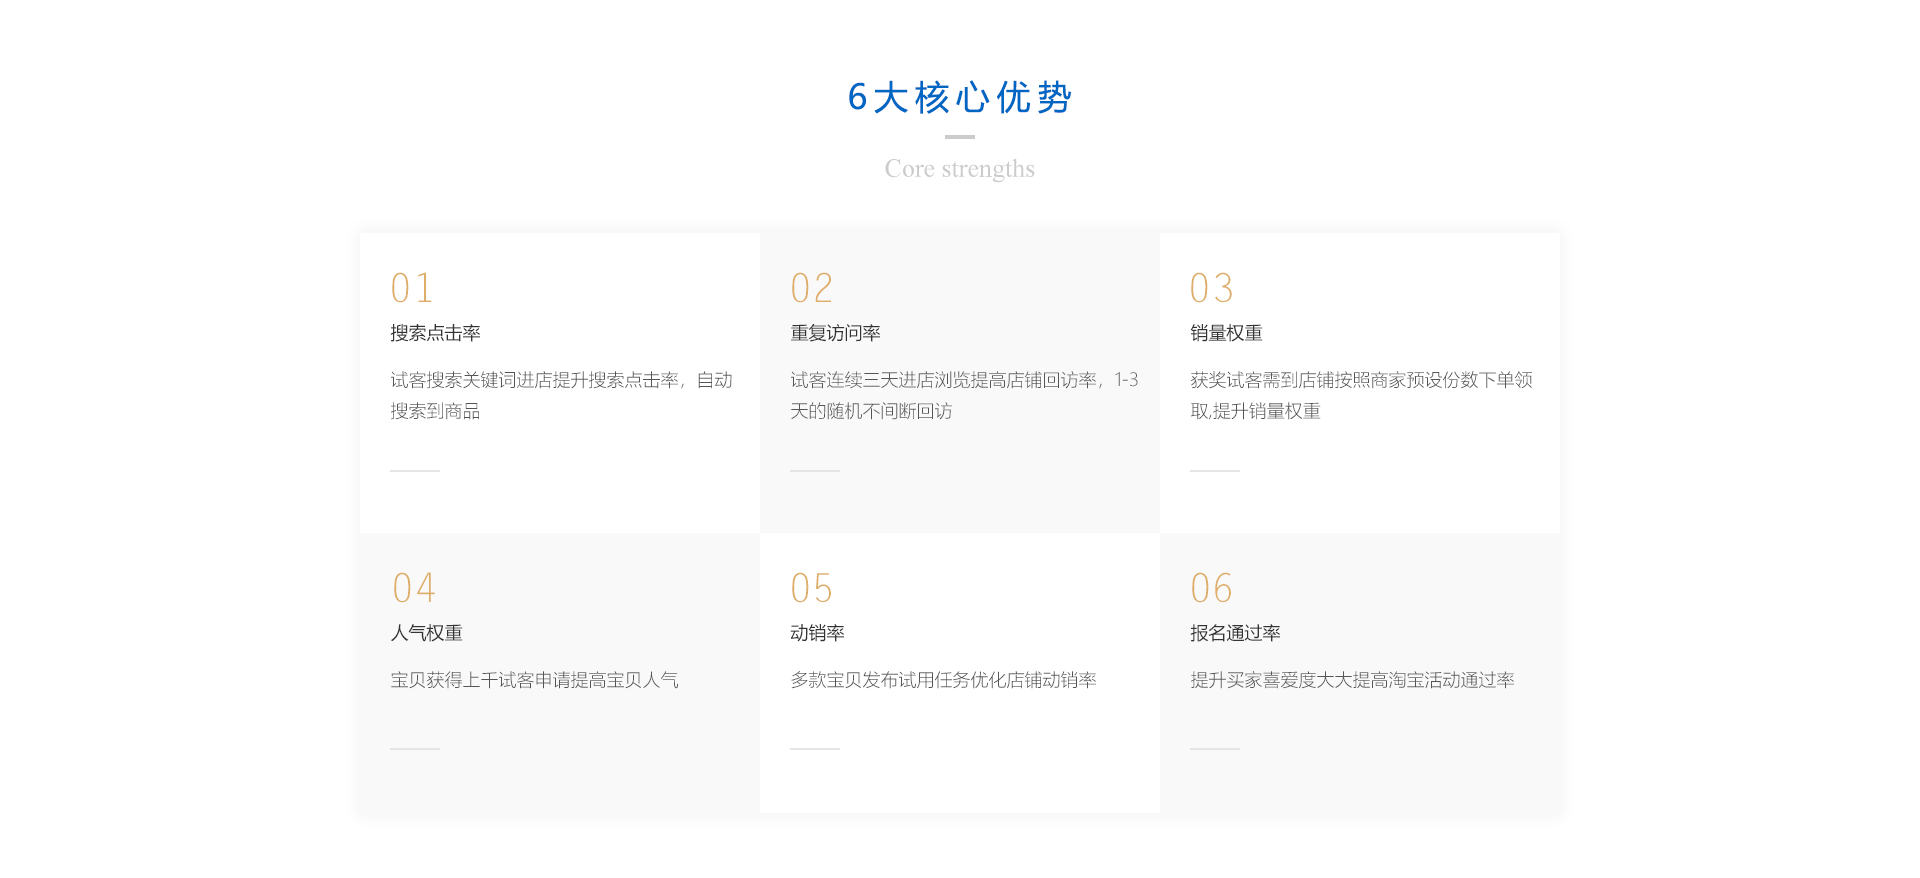 6大核心优势
Core strengths
01
搜索点击率
试客搜索关键词进店提升搜索点击率，自动
搜索到商品
02
重复访问率
试客连续三天进店浏览提高店铺回访率，1-3
天的随机不间断回访
03
销量权重
获奖试客需到店铺按照商家预设份数下单领
取,提升销量权重
04
人气权重
宝贝获得上千试客申请提高宝贝人气
05
动销率
多款宝贝发布试用任务优化店铺动销率
06
报名通过率
提升买家喜爱度大大提高淘宝活动通过率